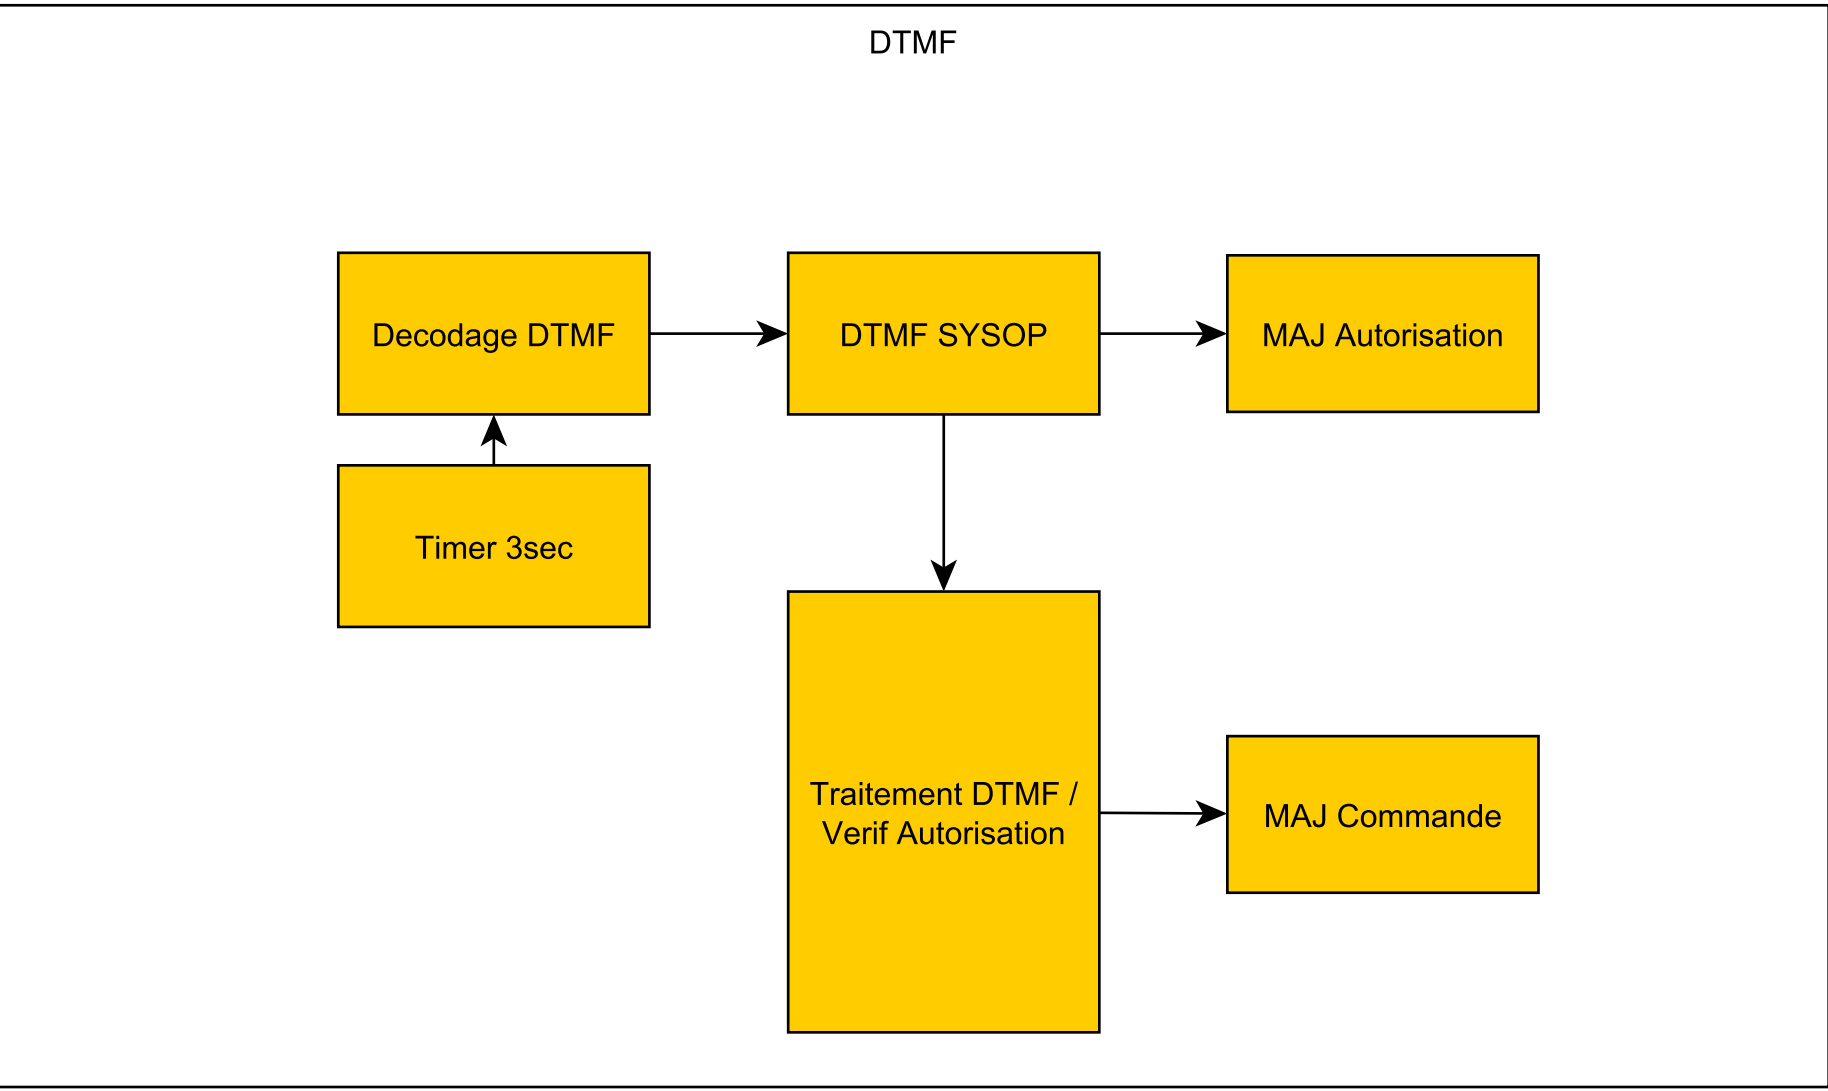 DTMF
Decodage DTMF
DTMF SYSOP
MAJ Autorisation
Timer 3sec
Traitement DTMF /
Verif Autorisation
MAJ Commande